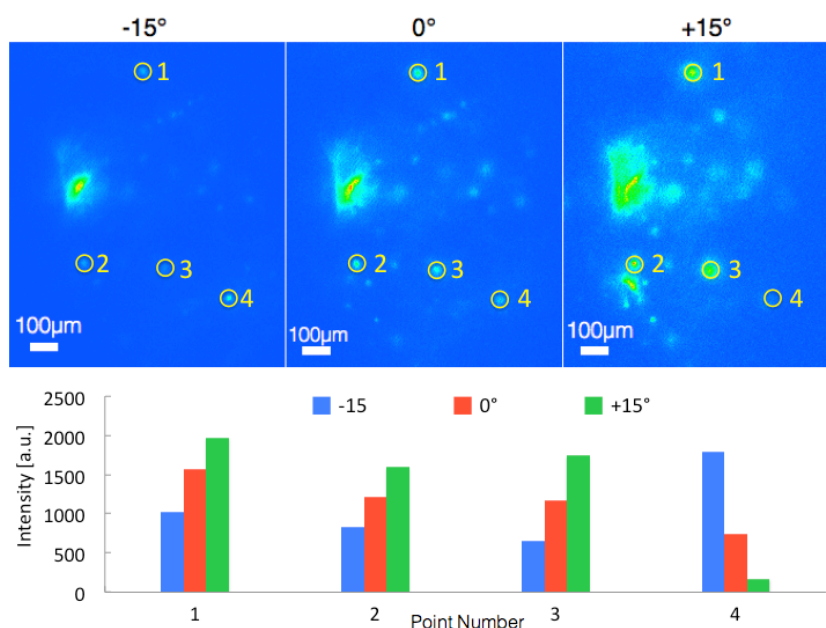 -15° 0° +15°
1 1 1
2 3 2 3 2 3
4 4 4
100µm 100µm 100µm
2500
-15 0° +15°
2000
1500
1000
500
0
Intensity [a.u.]
1 2 3 4
Point Number